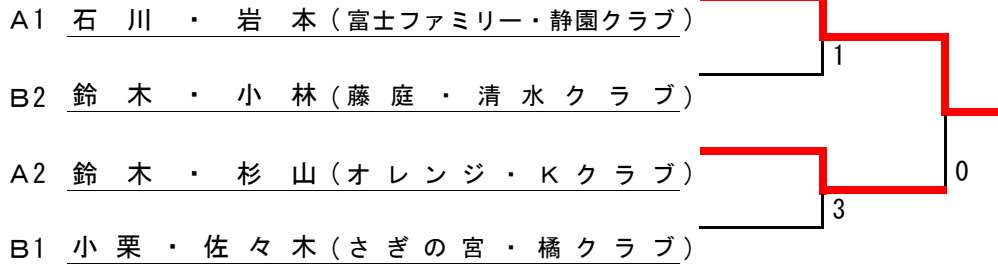 A1 石川・岩本(富士ファミリー・静園クラブ)
1
B2 鈴木・小林(藤庭・清水クラブ)
A2 鈴木・杉山(オレンジ・Kクラブ)
0
3
B1 小栗・佐々木(さぎの宮・橘クラブ)